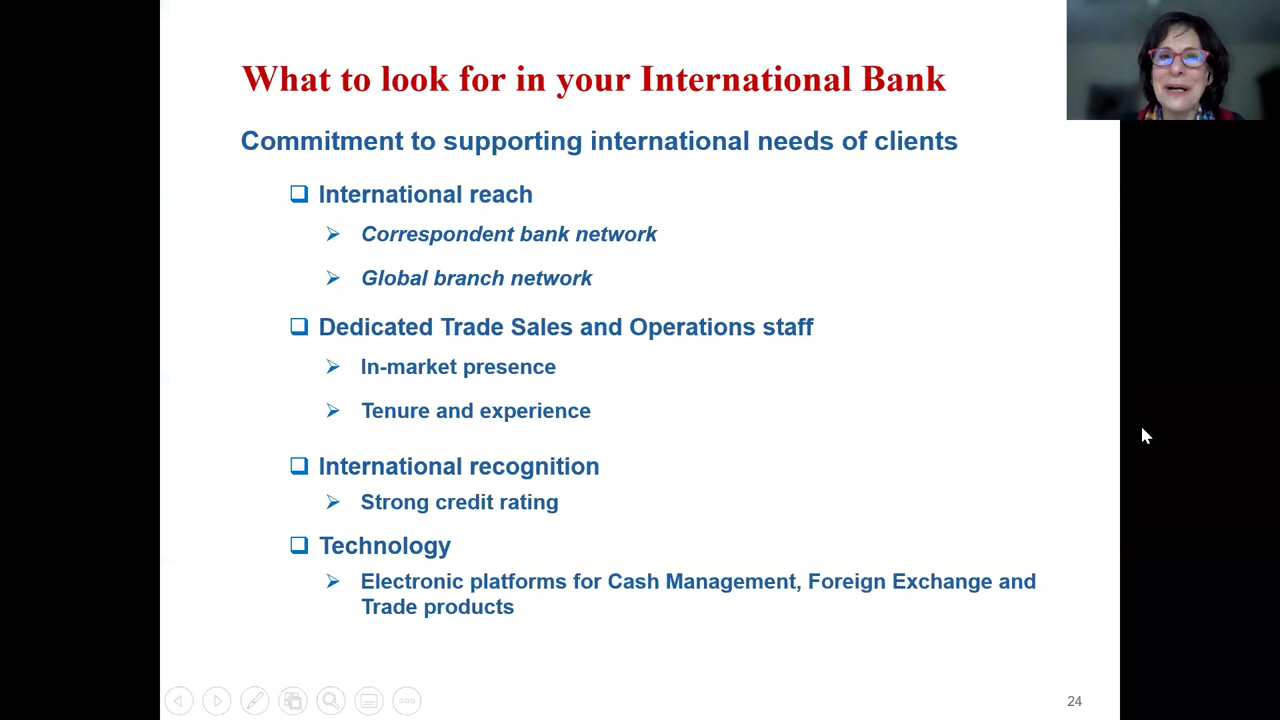 What to look for in your International Bank
Commitment to supporting international needs of clients
International reach
Correspondent bank network
Global branch network
Dedicated Trade Sales and Operations staff
In-market presence
Tenure and experience
International recognition
Strong credit rating
Technology
Electronic platforms for Cash Management, Foreign Exchange and
Trade products
24